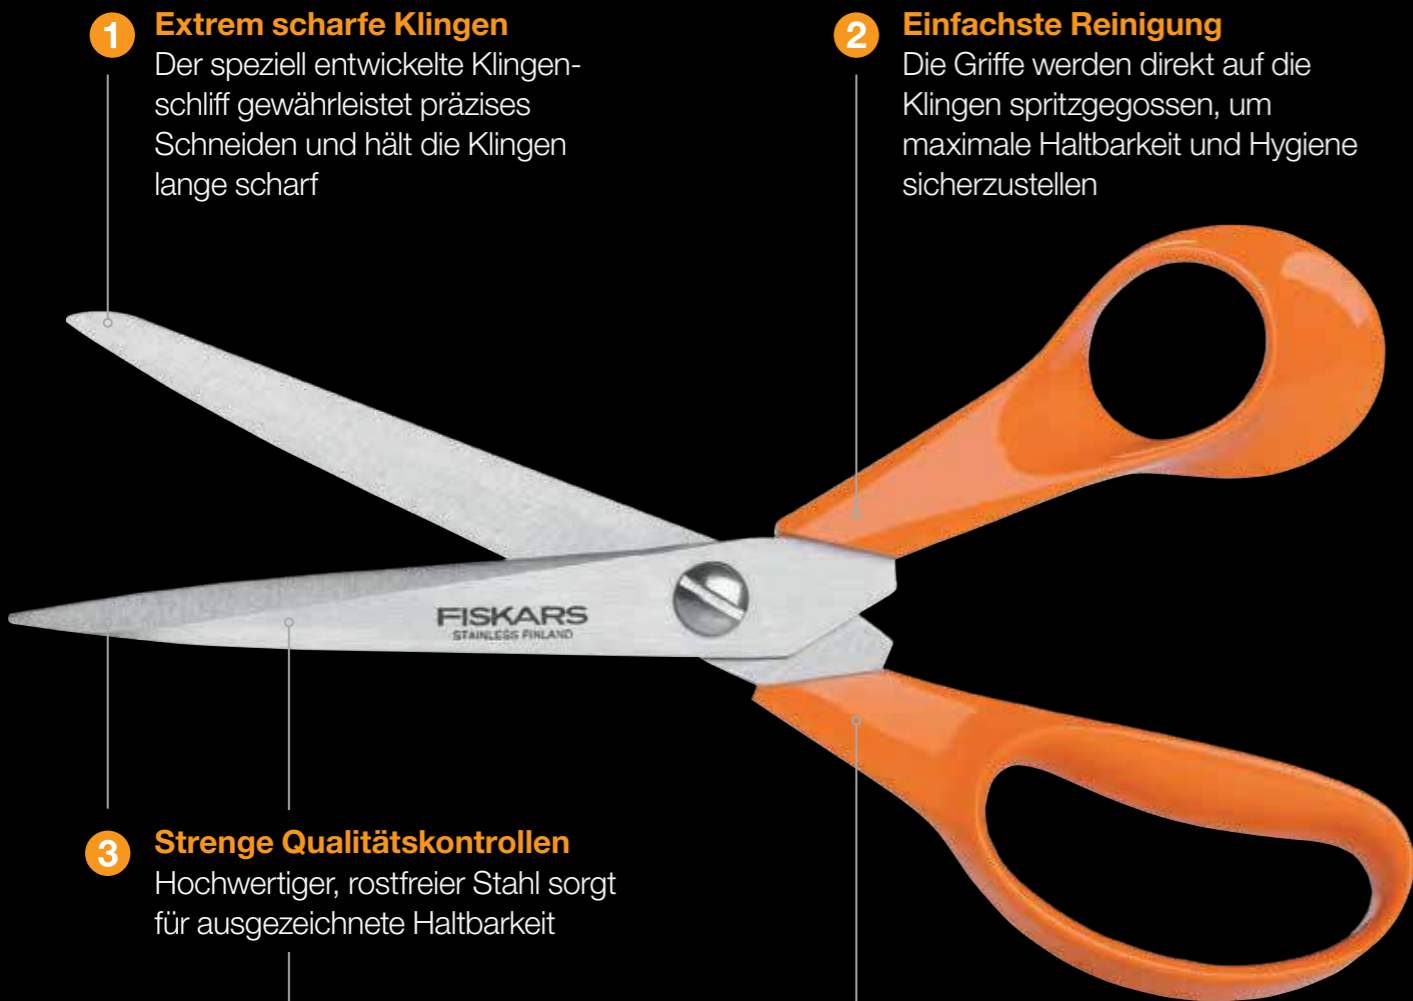 1
Extrem scharfe Klingen
Der speziell entwickelte Klingen-
schliff gewährleistet präzises
Schneiden und hält die Klingen
lange scharf
2
Einfachste Reinigung
Die Griffe werden direkt auf die
Klingen spritzgegossen, um
maximale Haltbarkeit und Hygiene
sicherzustellen
FISKARS
STAINLESS FINLAND
3
Strenge Qualitätskontrollen
Hochwertiger, rostfreier Stahl sorgt
für ausgezeichnete Haltbarkeit